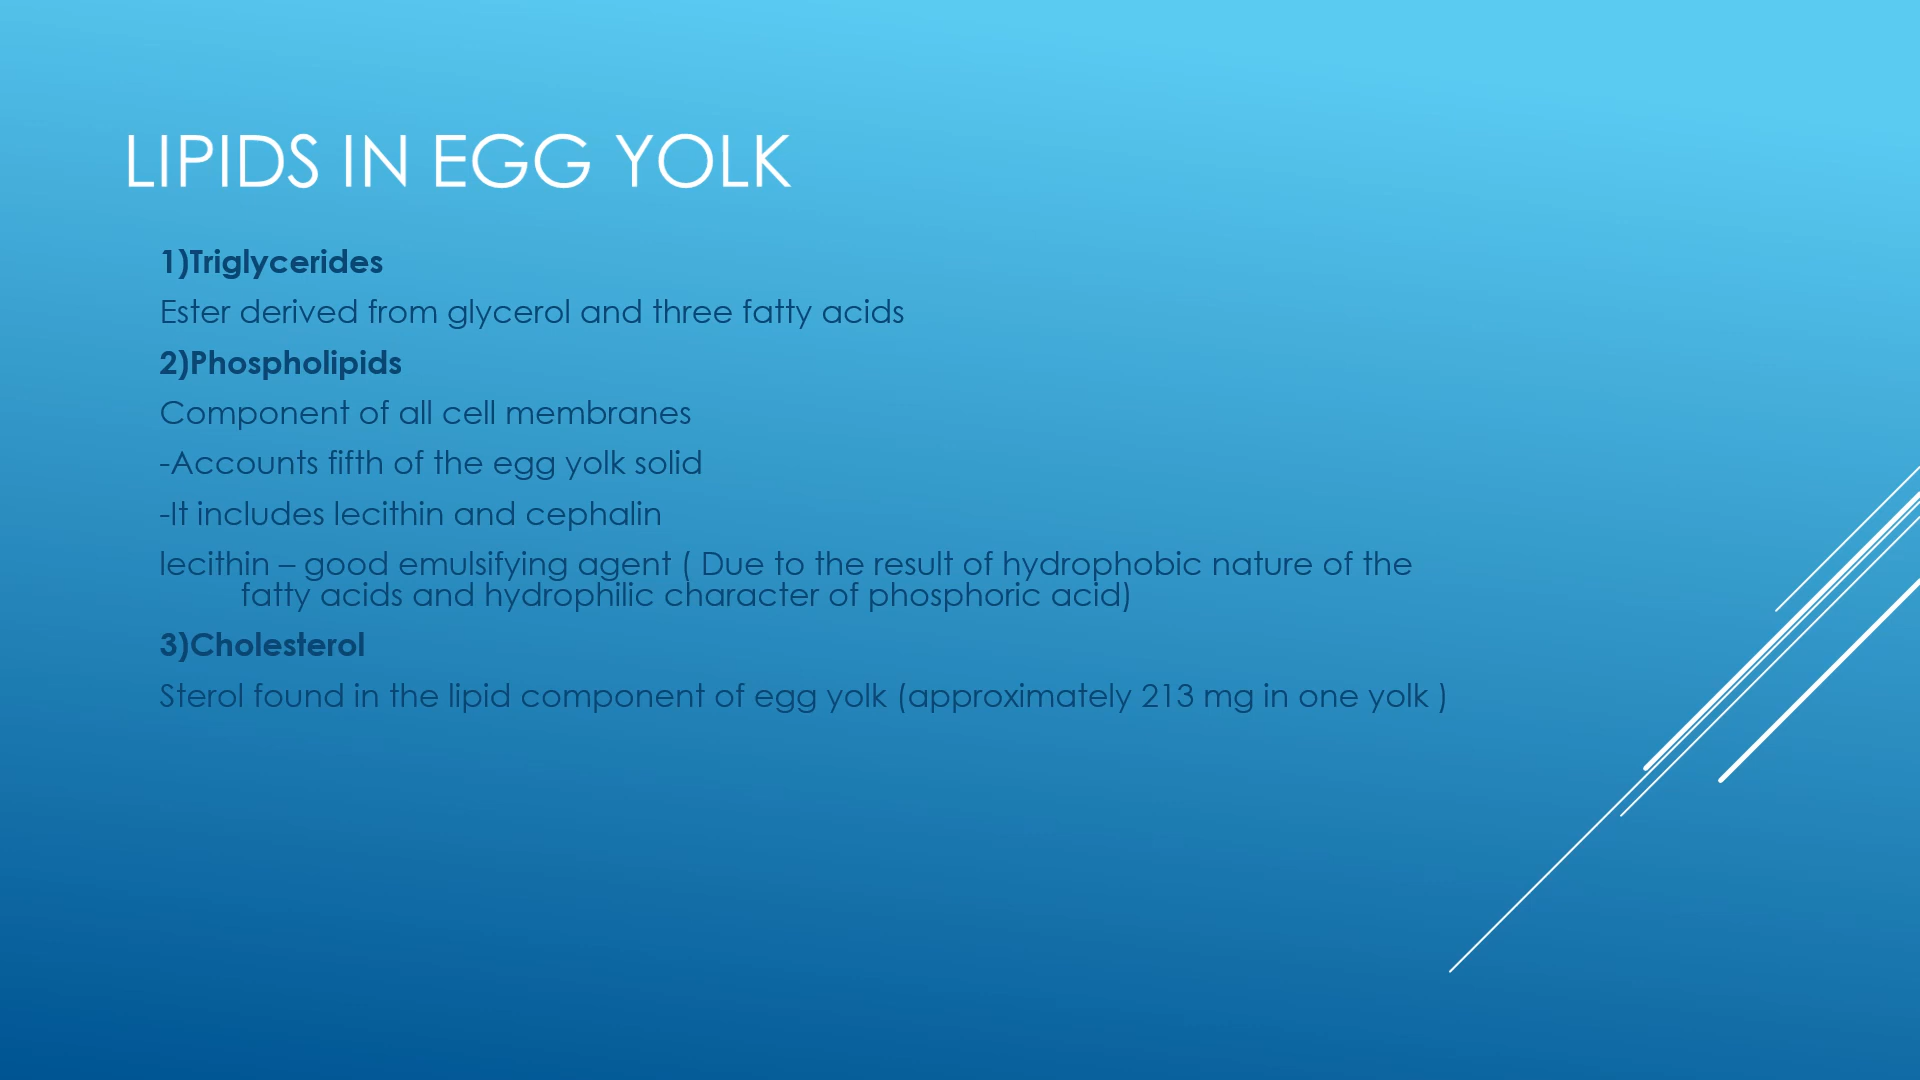 LIPIDS IN EGG YOLK
1)Triglycerides
Ester derived from glycerol and three fatty acids
2)Phospholipids
Component of all cell membranes
-Accounts fifth of the egg yolk solid
-It includes lecithin and cephalin
lecithin – good emulsifying agent ( Due to the result of hydrophobic nature of the
fatty acids and hydrophilic character of phosphoric acid)
3)Cholesterol
Sterol found in the lipid component of egg yolk (approximately 213 mg in one yolk )